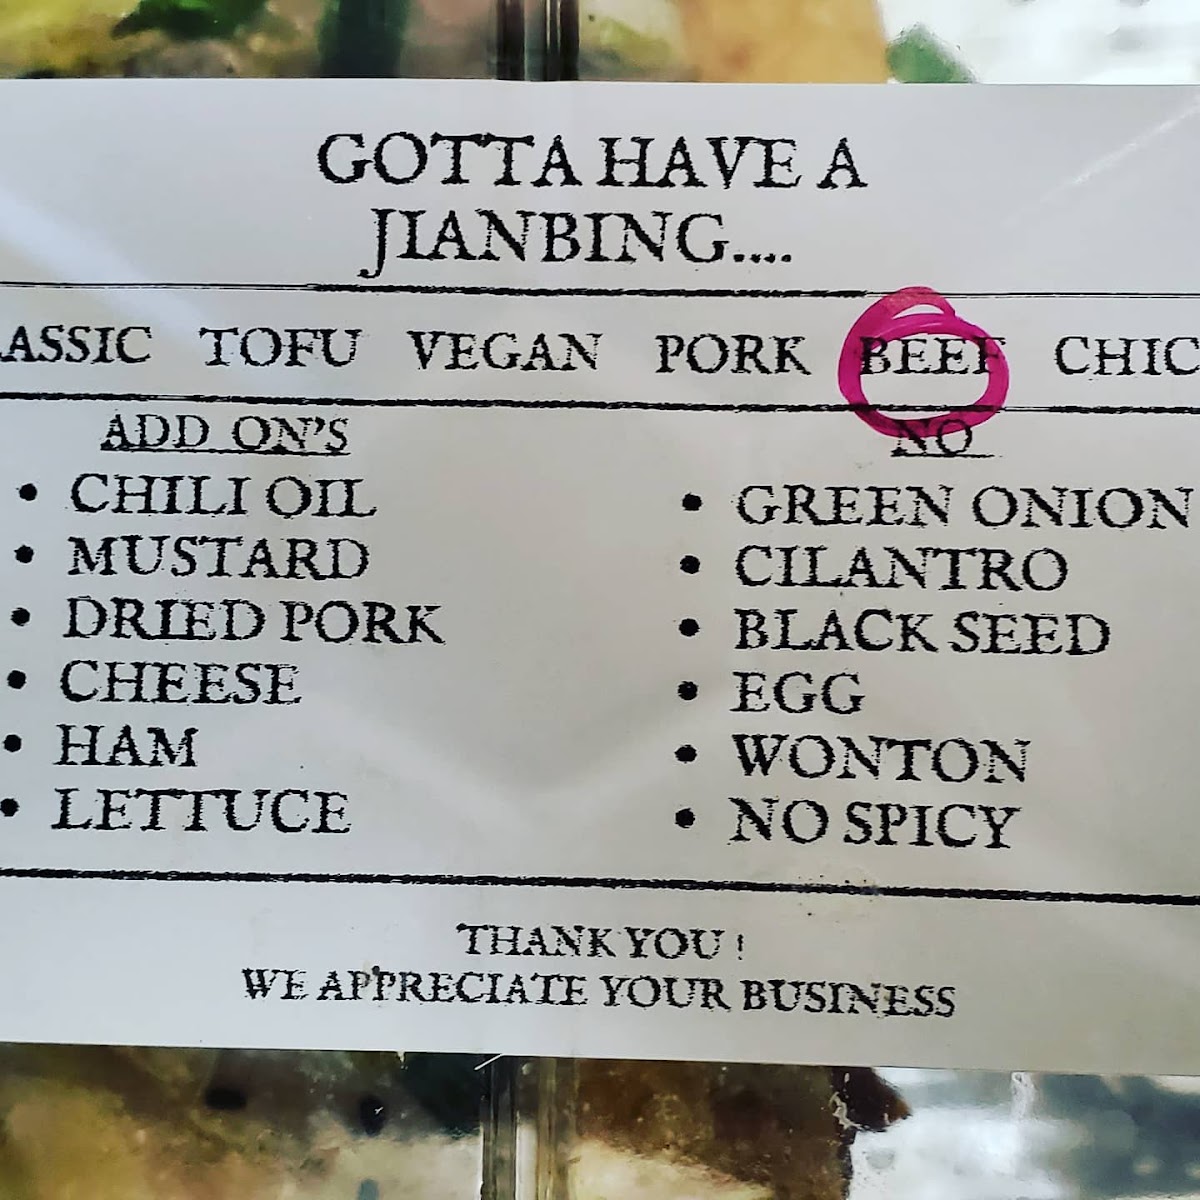 GOTTA HAVE A
JIANBING....
ASSIC TOFU VEGAN PORK BEEF CHIC
ADD ON'S
• CHILI OIL
• MUSTARD
• DRIED PORK
• CHEESE
• HAM
• LETTUCE
NO
• GREEN ONION
• CILANTRO
• BLACK SEED
• EGG
• WONTON
• NO SPICY
THANK YOU !
WE APPRECIATE YOUR BUSINESS